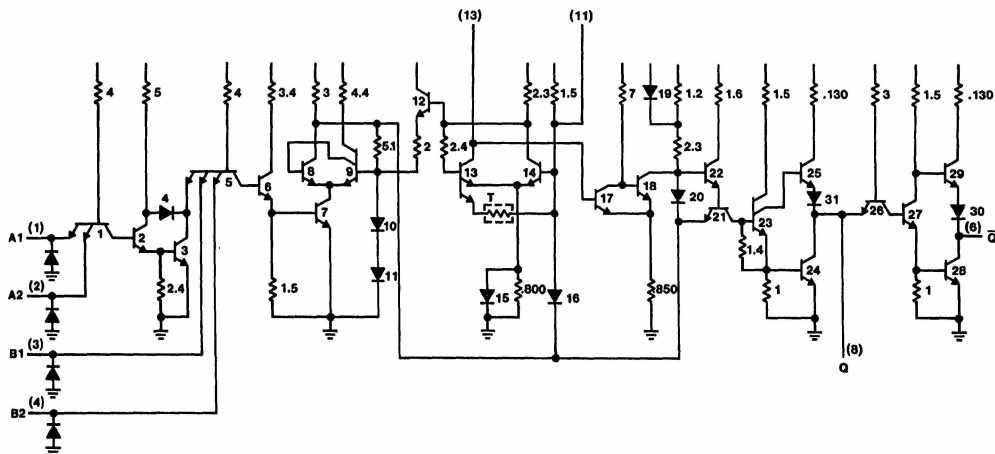 (13) (11)
4 5 4 3.4 3 4.4 12 2.3 1.5 7 19 1.2 1.6 1.5 .130 3 1.5 .130
5.1 2 2.4 2.3
4 5 6 8 9 13 14 18 22 25 29
T 17 20 31
A1 (1) 1 2 3 7 10 21 23 26 27 30 (6) Q̅
2.4 1.4 24 28
A2 (2) 1.5 11 15 .800 16 .850 1 1
B1 (3)
(8)
Q
B2 (4)